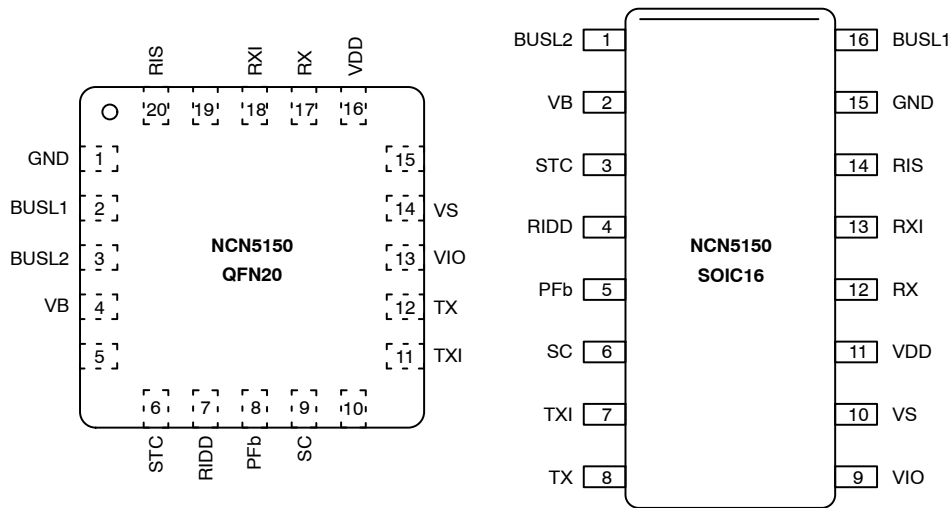 RIS
RXI
RX
VDD
20
19
18
17
16
GND
1
BUSL1
2
BUSL2
3
VB
4
5
15
14
VS
13
VIO
12
TX
11
TXI
NCN5150
QFN20
6
7
8
9
10
STC
RIDD
PFb
SC
BUSL2 1
VB 2
STC 3
RIDD 4
PFb 5
SC 6
TXI 7
TX 8
NCN5150
SOIC16
16 BUSL1
15 GND
14 RIS
13 RXI
12 RX
11 VDD
10 VS
9 VIO